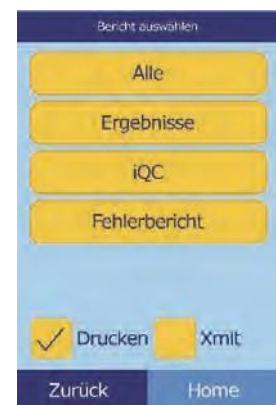 Bericht auswählen
Alle
Ergebnisse
iQC
Fehlerbericht
Drucken Xmit
Zurück Home